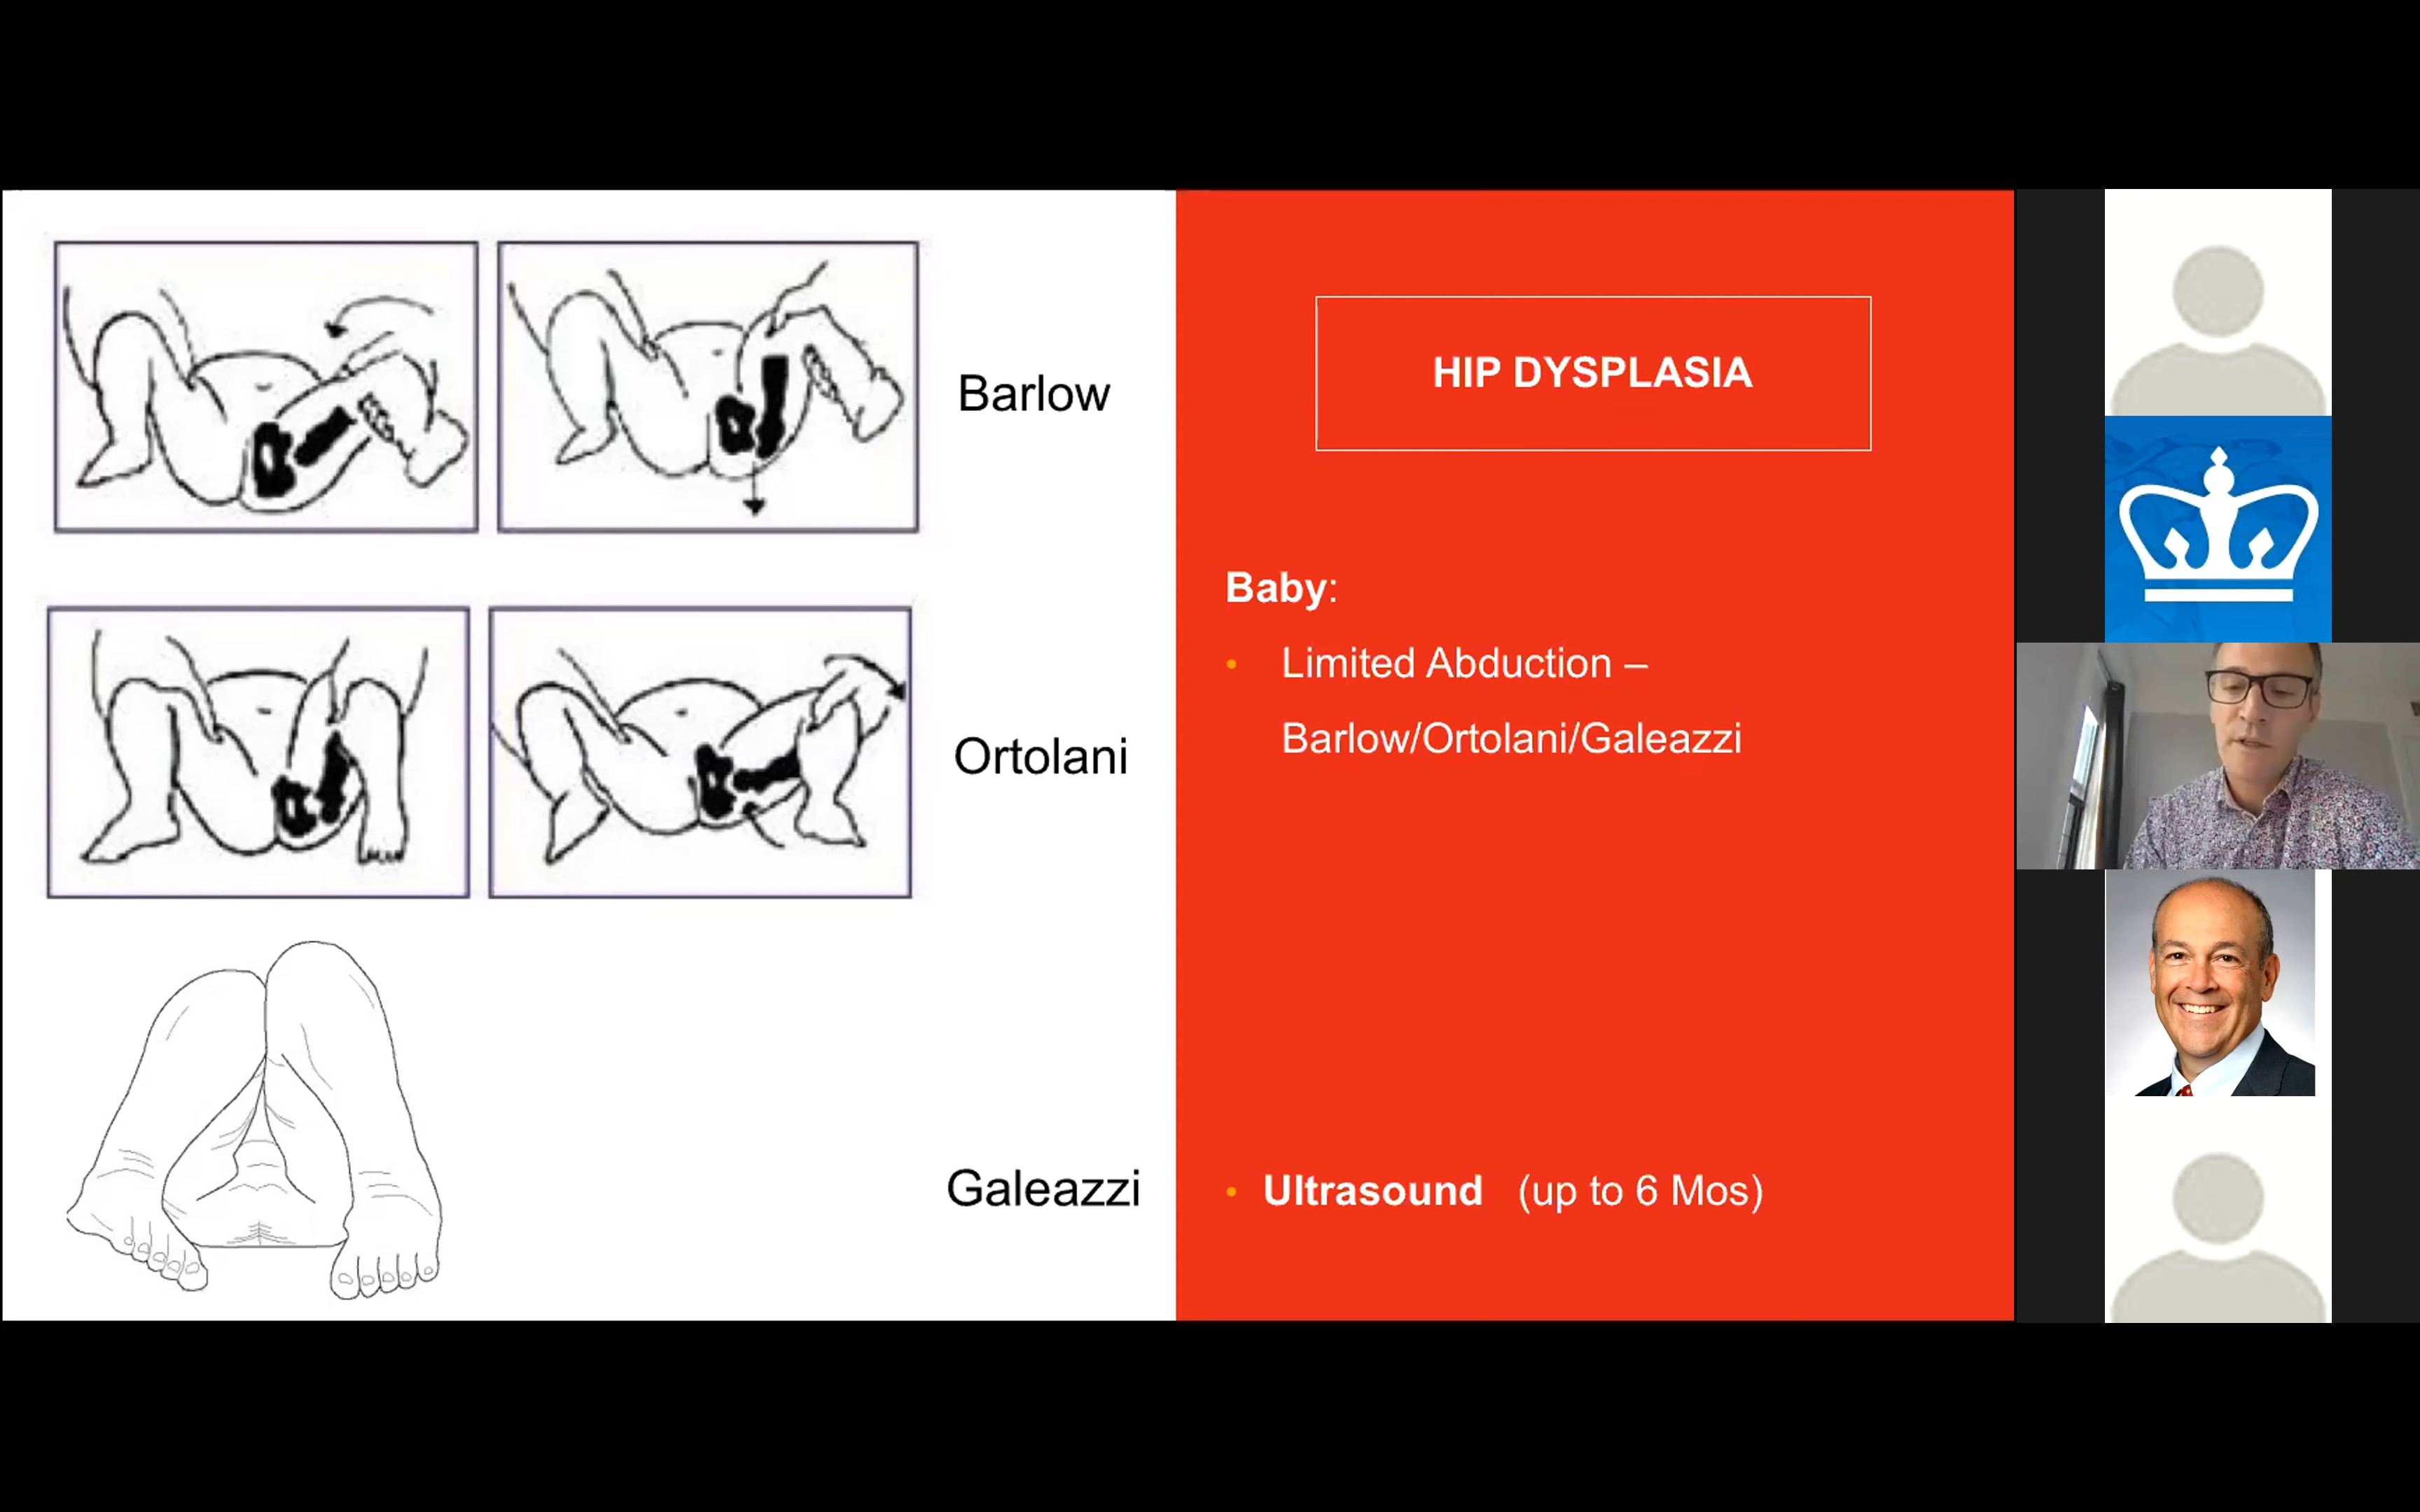 Barlow
Ortolani
Galeazzi
HIP DYSPLASIA
Baby:
• Limited Abduction –
Barlow/Ortolani/Galeazzi
• Ultrasound (up to 6 Mos)